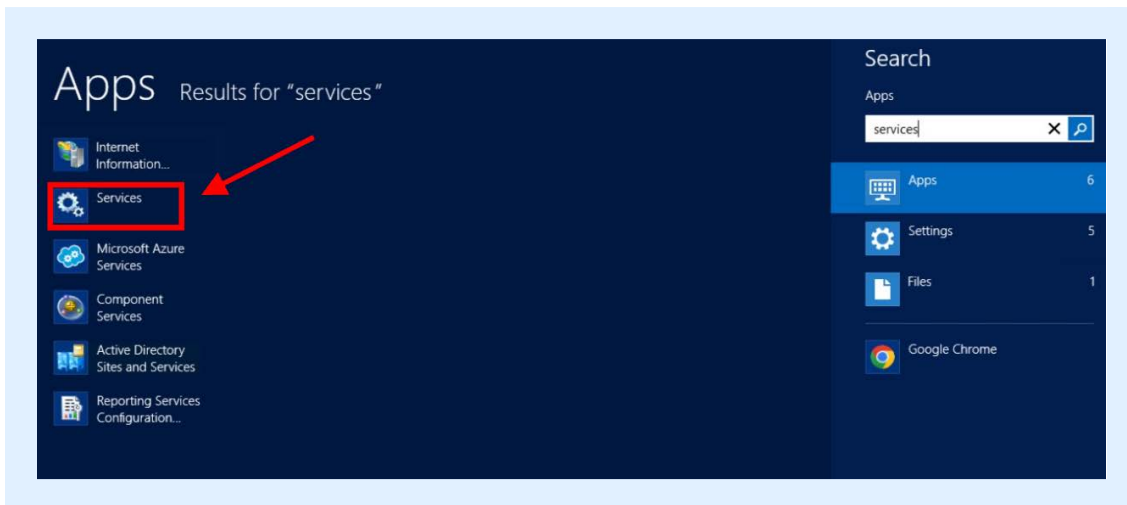 Apps Results for "services"
Internet
Information...
Services
Microsoft Azure
Services
Component
Services
Active Directory
Sites and Services
Reporting Services
Configuration...
Search
Apps
services
Apps 6
Settings 5
Files 1
Google Chrome